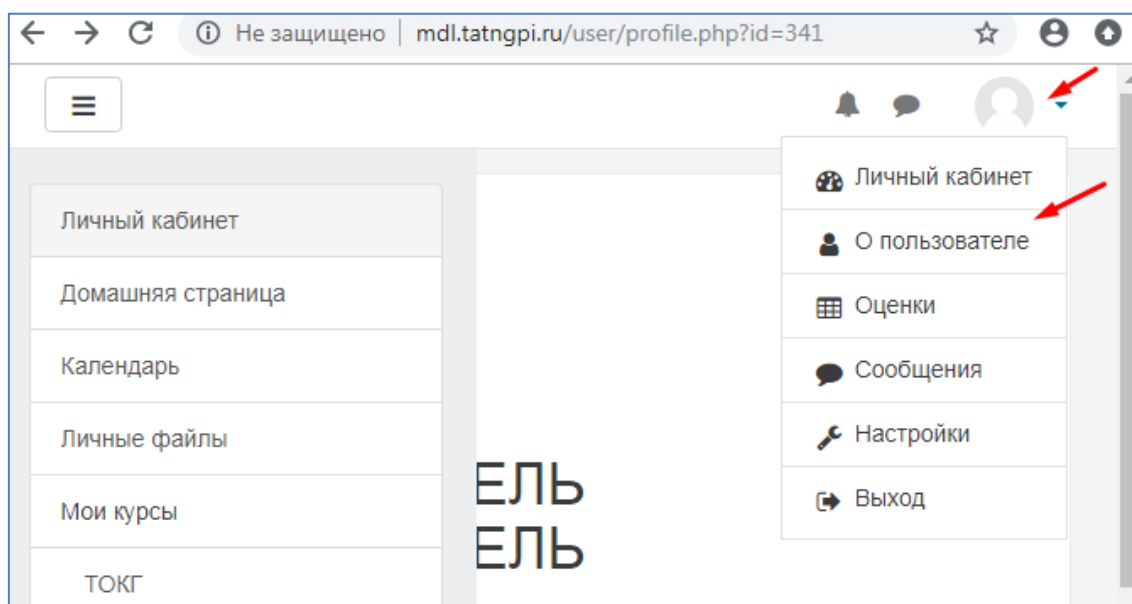 Не защищено | mdl.tatngpi.ru/user/profile.php?id=341
Личный кабинет
Домашняя страница
Календарь
Личные файлы
Мои курсы
ТОКГ
ЕЛЬ
ЕЛЬ
Личный кабинет
О пользователе
Оценки
Сообщения
Настройки
Выход